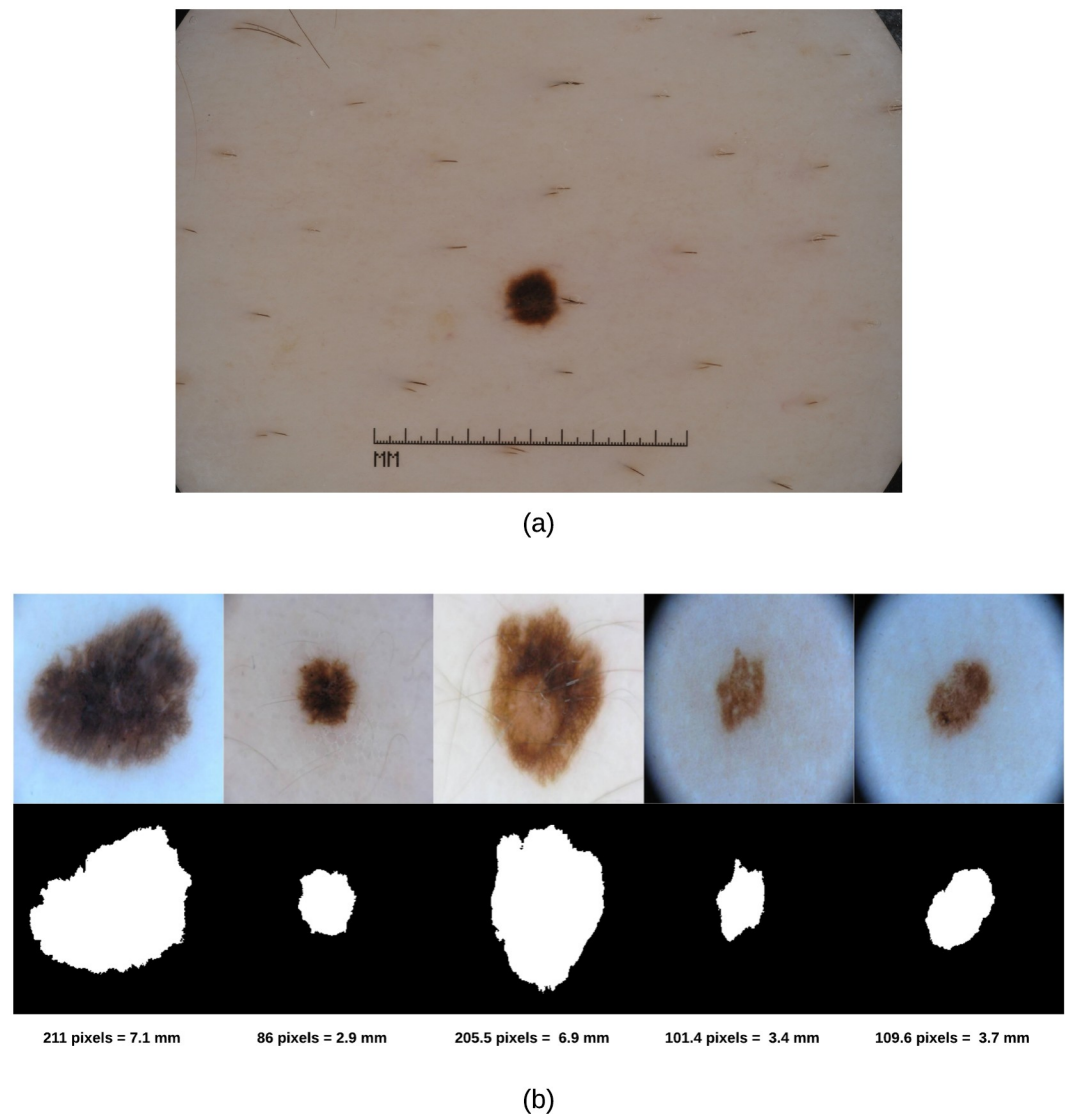 MM
(a)
211 pixels = 7.1 mm
86 pixels = 2.9 mm
205.5 pixels =  6.9 mm
101.4 pixels =  3.4 mm
109.6 pixels =  3.7 mm
(b)